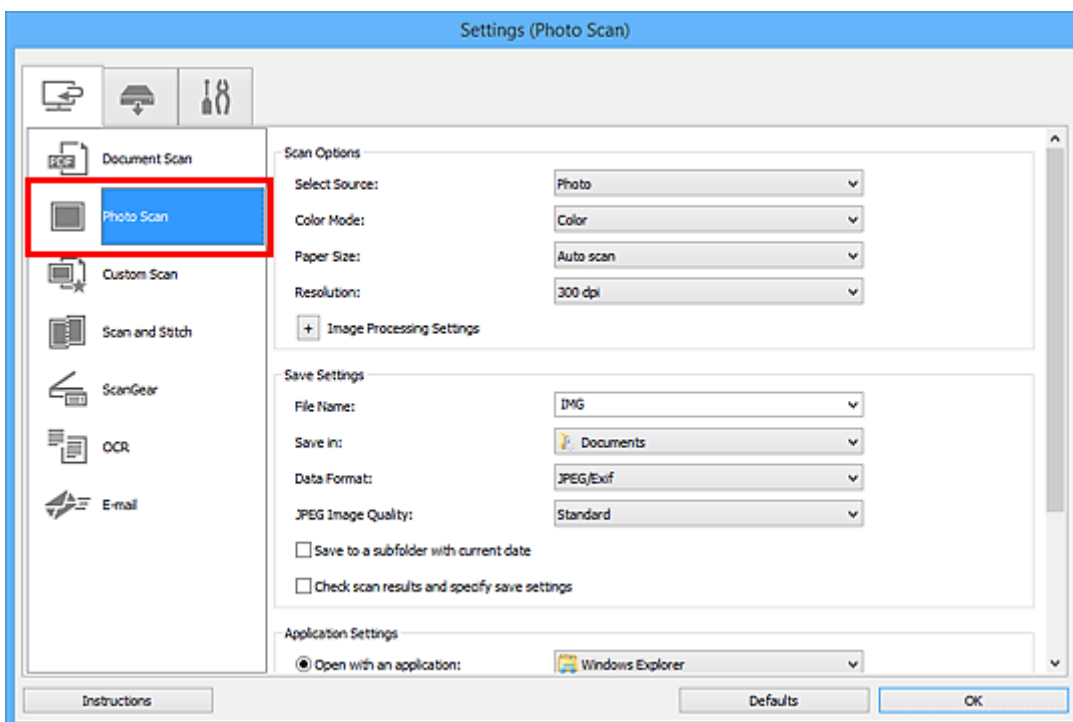 Settings (Photo Scan)
PDF
Document Scan
Photo Scan
Custom Scan
Scan and Stitch
ScanGear
OCR
E-mail
Scan Options
Select Source: Photo
Color Mode: Color
Paper Size: Auto scan
Resolution: 300 dpi
+ Image Processing Settings
Save Settings
File Name: IMG
Save in: Documents
Data Format: JPEG/Exif
JPEG Image Quality: Standard
Save to a subfolder with current date
Check scan results and specify save settings
Application Settings
Open with an application: Windows Explorer
Instructions Defaults OK